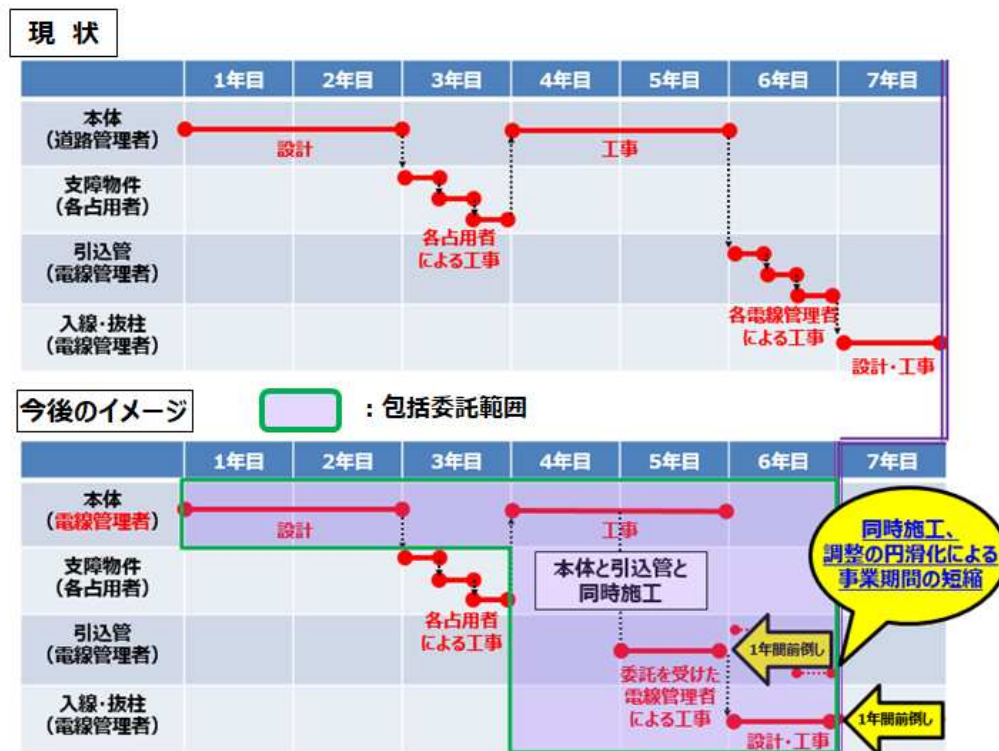 現 状
1年目 2年目 3年目 4年目 5年目 6年目 7年目
本体
（道路管理者）
設計
工事
支障物件
（各占用者）
各占用者
による工事
引込管
（電線管理者）
各電線管理者
による工事
入線・抜柱
（電線管理者）
設計・工事
今後のイメージ
：包括委託範囲
1年目 2年目 3年目 4年目 5年目 6年目 7年目
本体
（電線管理者）
設計
工事
同時施工、
調整の円滑化による
事業期間の短縮
支障物件
（各占用者）
各占用者
による工事
本体と引込管と
同時施工
引込管
（電線管理者）
1年間前倒し
委託を受けた
電線管理者
による工事
入線・抜柱
（電線管理者）
1年間前倒し
設計・工事